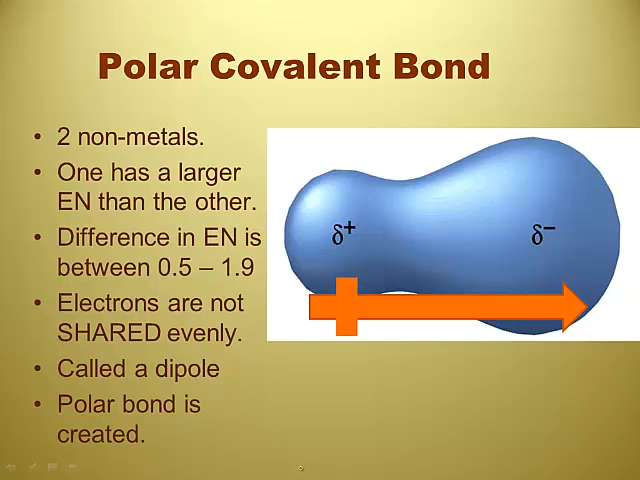 Polar Covalent Bond
• 2 non-metals.
• One has a larger
EN than the other.
• Difference in EN is
between 0.5 – 1.9
• Electrons are not
SHARED evenly.
• Called a dipole
• Polar bond is
created.
δ+ δ−